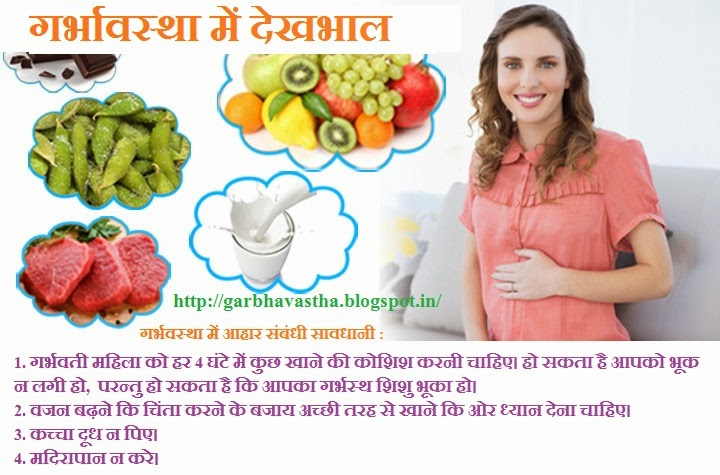 गर्भावस्था में देखभाल
http://garbhavastha.blogspot.in/
गर्भवस्था में आहार संबंधी सावधानी :
1. गर्भवती महिला को हर 4 घंटे में कुछ खाने की कोशिश करनी चाहिए। हो सकता है आपको भूक
न लगी हो, परन्तु हो सकता है कि आपका गर्भस्थ शिशु भूका हो।
2. वजन बढ़ने कि चिंता करने के बजाय अच्छी तरह से खाने कि ओर ध्यान देना चाहिए।
3. कच्चा दूध न पिए।
4. मदिरापान न करे।